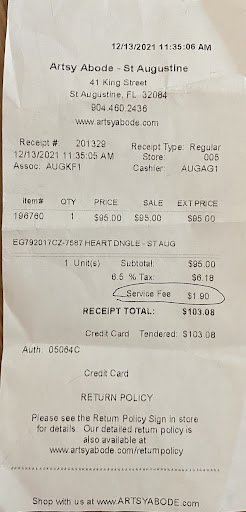 12/13/2021 11:35:06 AM
Artsy Abode - St Augustine
41 King Street
St Augustine, FL 32084
904.460.2436
www.artsyabode.com
Receipt # 201329 Receipt Type: Regular
12/13/2021 11:35:05 AM Store: 005
Assoc: AUGKF1 Cashier: AUGAG1
Item# QTY PRICE SALE EXT PRICE
196760 1 $95.00 $95.00 $95.00
EG792017CZ-7567 HEART DNGLE - ST AUG
1 Unit(s) Subtotal: $95.00
6.5 % Tax: $6.18
Service Fee $1.90
RECEIPT TOTAL: $103.08
Credit Card Tendered: $103.08
Auth: 05064C
Credit Card
RETURN POLICY
Please see the Return Policy Sign in store
for details. Our detailed return policy is
also available at
www.artsyabode.com/returnpolicy
Shop with us at www.ARTSYABODE.com